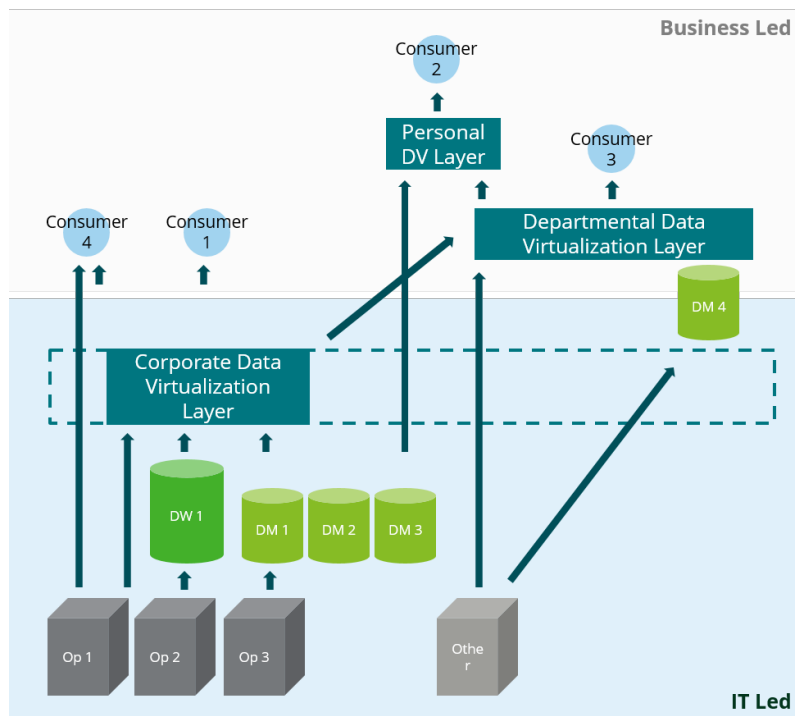 Business Led
Consumer
2
Personal
DV Layer
Consumer
3
Consumer
4
Consumer
1
Departmental Data
Virtualization Layer
DM 4
Corporate Data
Virtualization
Layer
DW 1
DM 1
DM 2
DM 3
Op 1
Op 2
Op 3
Othe
r
IT Led